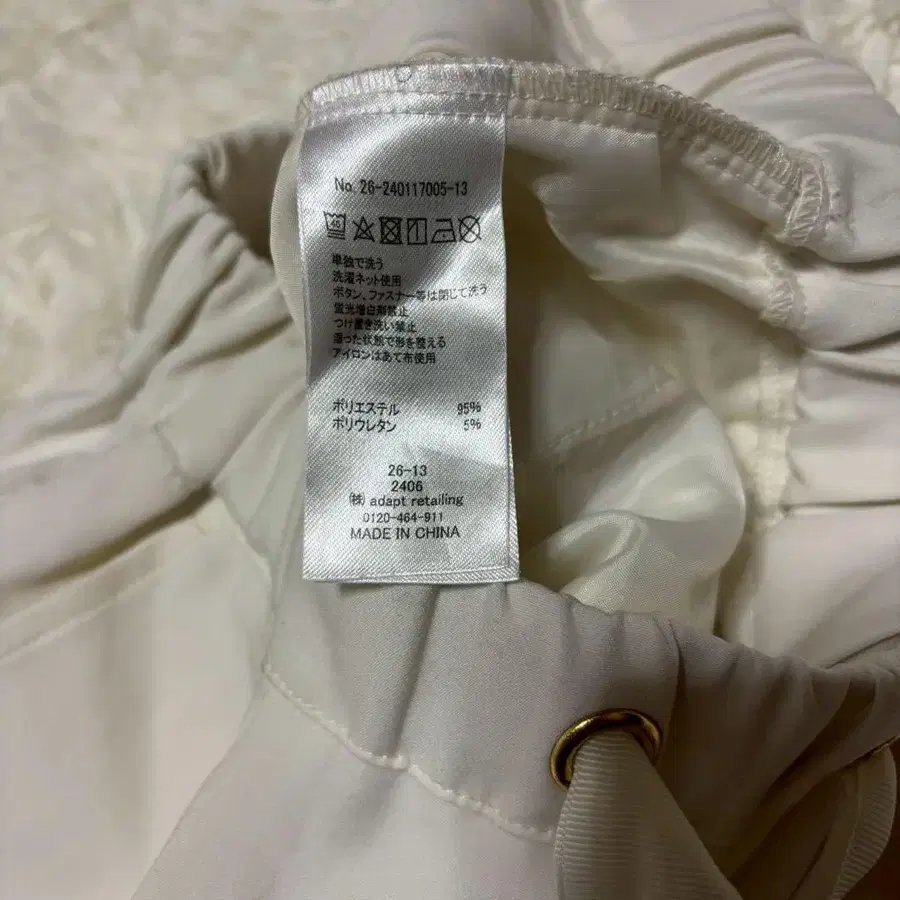 No. 26-240117005-13
40
単独で洗う
洗濯ネット使用
ボタン、ファスナー等は閉じて洗う
蛍光増白剤禁止
つけ置き洗い禁止
湿った状態で形を整える
アイロンはあて布使用
ポリエステル 95%
ポリウレタン 5%
26-13
2406
(株) adapt retailing
0120-464-911
MADE IN CHINA